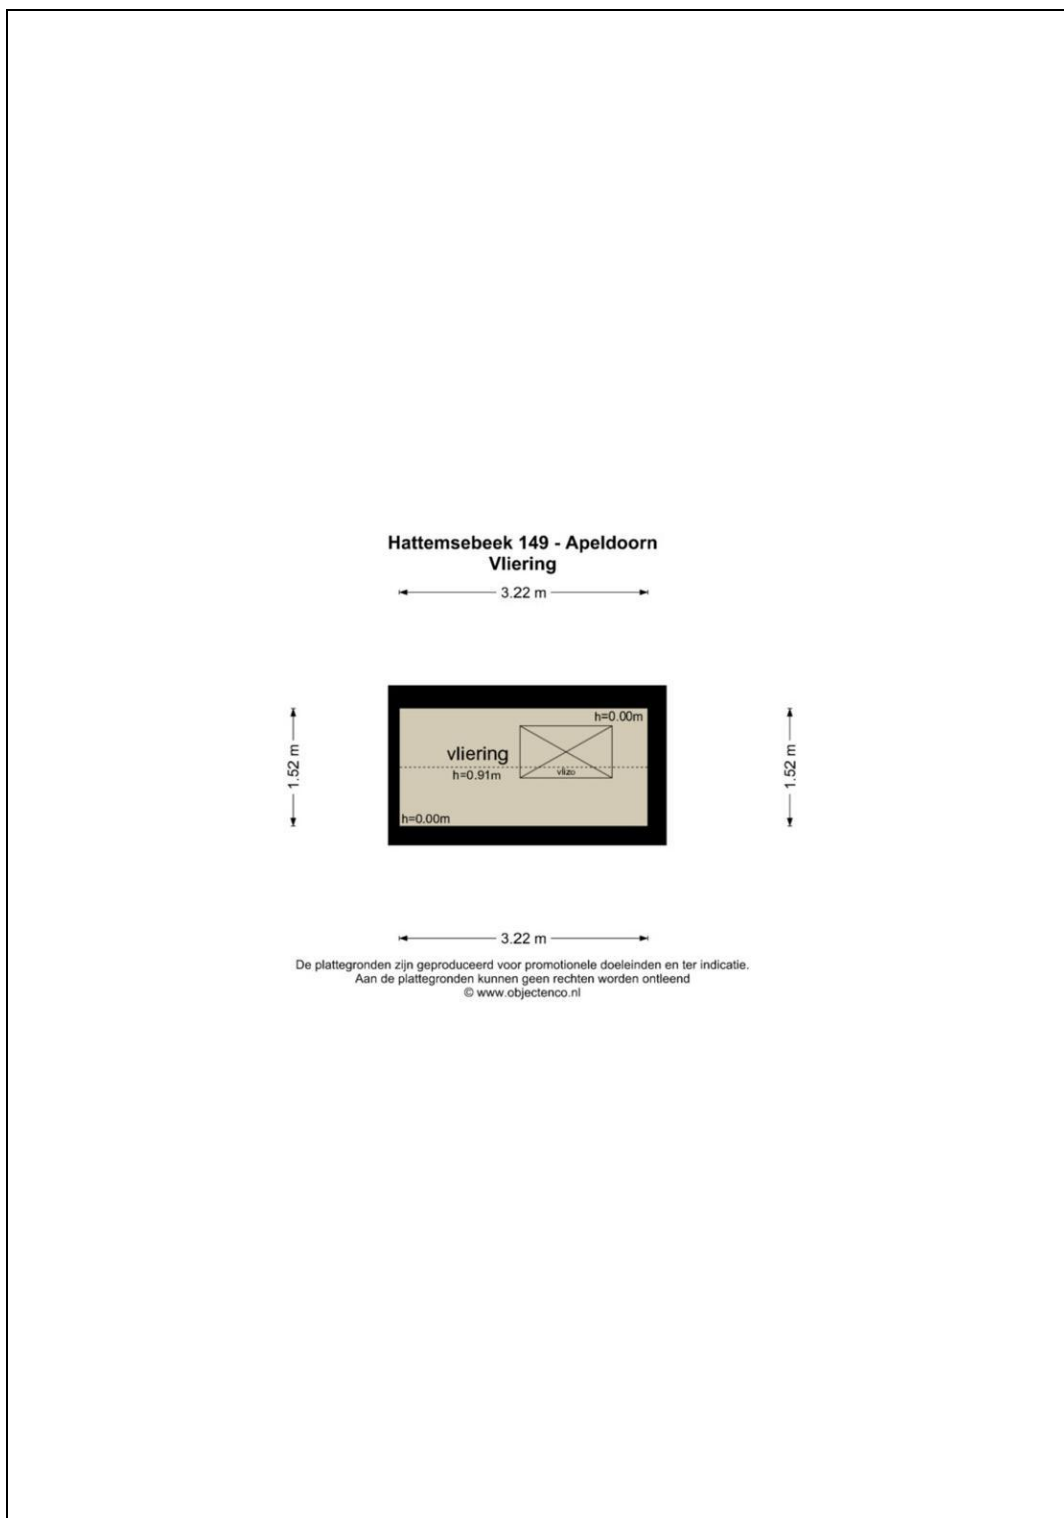 Hattemsebeek 149 - Apeldoorn
Vliering
3.22 m
h=0.00m
vliering
h=0.91m
vlizo
1.52 m
1.52 m
h=0.00m
3.22 m
De plattegronden zijn geproduceerd voor promotionele doeleinden en ter indicatie.
Aan de plattegronden kunnen geen rechten worden ontleend
© www.objectenco.nl